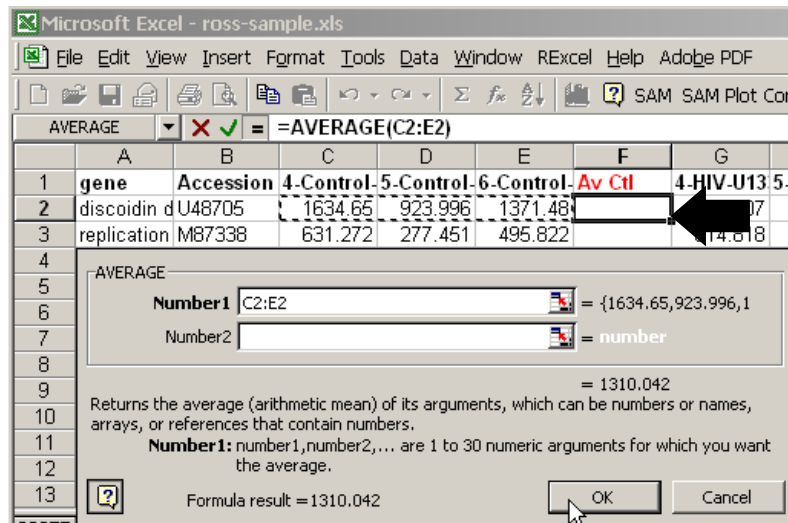 Microsoft Excel - ross-sample.xls
File Edit View Insert Format Tools Data Window RExcel Help Adobe PDF
SAM SAM Plot Con
AVERAGE = =AVERAGE(C2:E2)
A B C D E F G
1 gene Accession 4-Control- 5-Control- 6-Control- Av Ctl 4-HIV-U13 5-
2 discoidin d U48705 1634.65 923.996 1371.48
3 replication M87338 631.272 277.451 495.822
4
AVERAGE
5
6 Number1 C2:E2 = {1634.65,923.996,1
7 Number2 = number
8
9 = 1310.042
10 Returns the average (arithmetic mean) of its arguments, which can be numbers or names,
arrays, or references that contain numbers.
11 Number1: number1,number2,... are 1 to 30 numeric arguments for which you want
12 the average.
13 Formula result =1310.042 OK Cancel